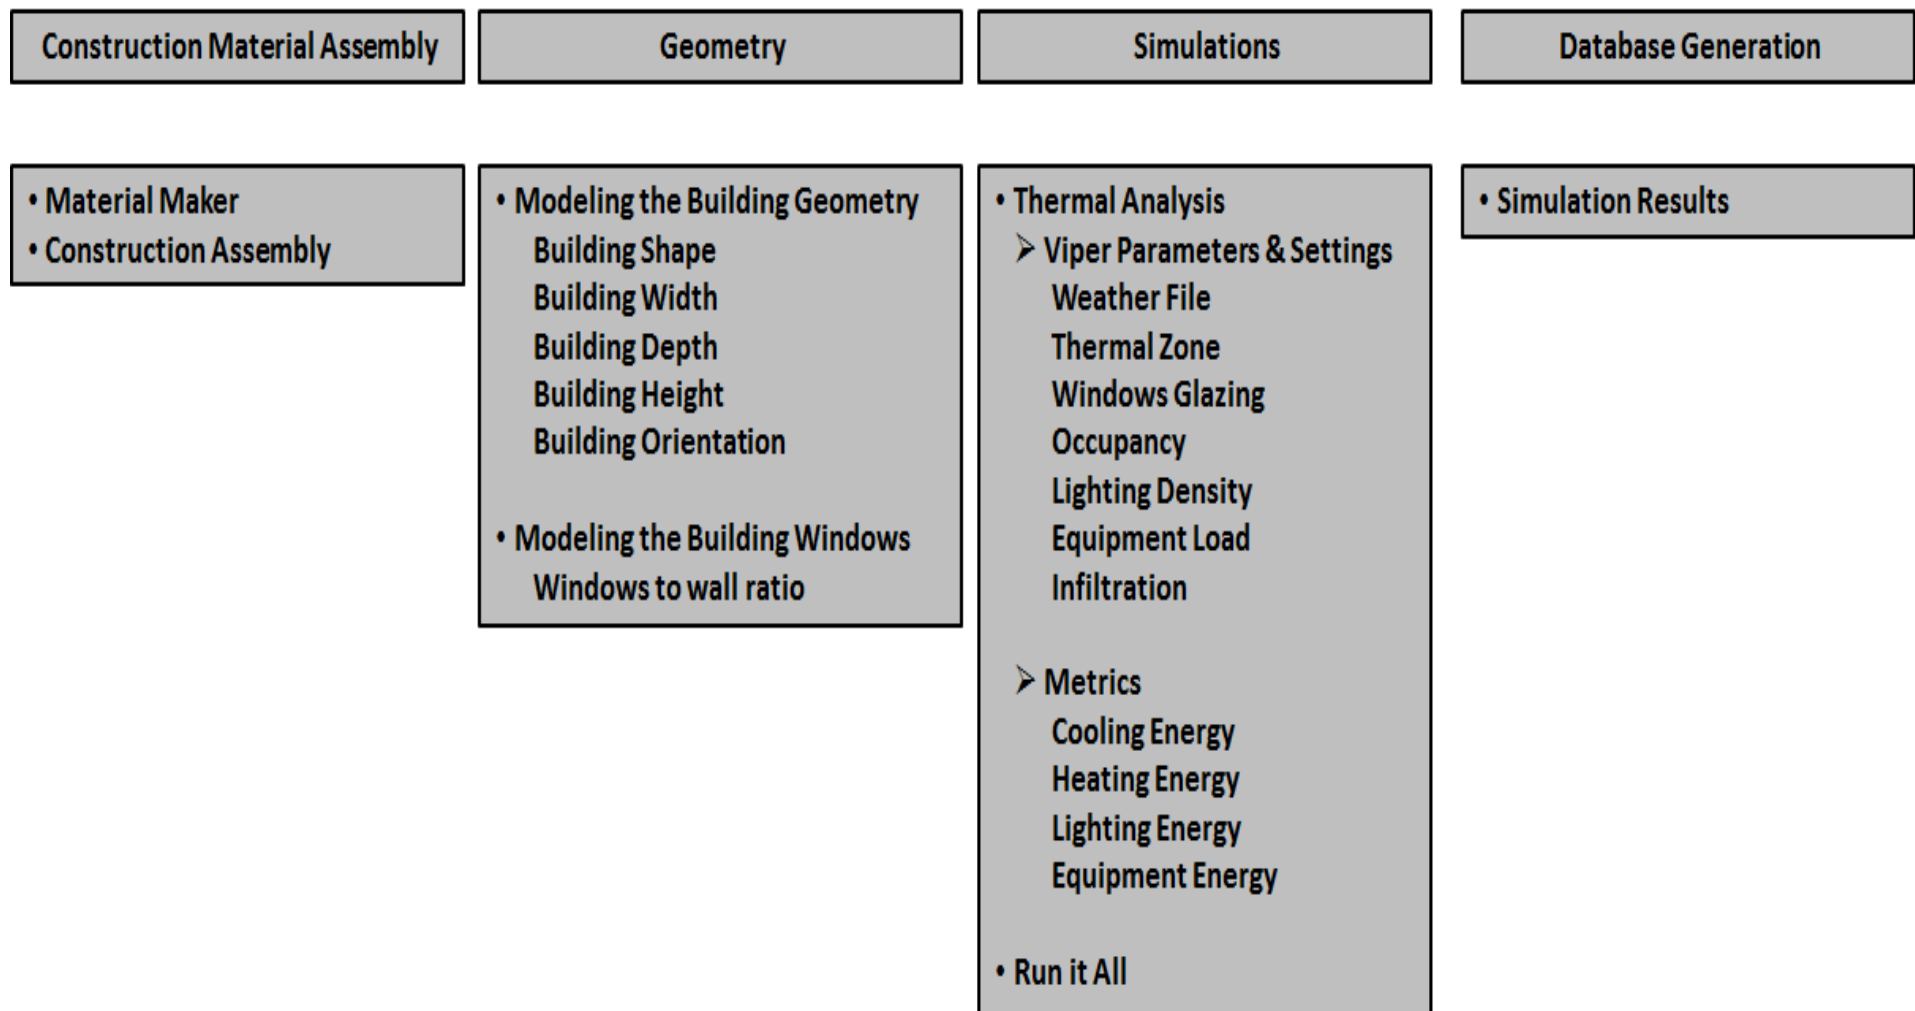 Construction Material Assembly
Geometry
Simulations
Database Generation
• Material Maker
• Construction Assembly
• Modeling the Building Geometry
Building Shape
Building Width
Building Depth
Building Height
Building Orientation
• Modeling the Building Windows
Windows to wall ratio
• Thermal Analysis
➢ Viper Parameters & Settings
Weather File
Thermal Zone
Windows Glazing
Occupancy
Lighting Density
Equipment Load
Infiltration
➢ Metrics
Cooling Energy
Heating Energy
Lighting Energy
Equipment Energy
• Run it All
• Simulation Results